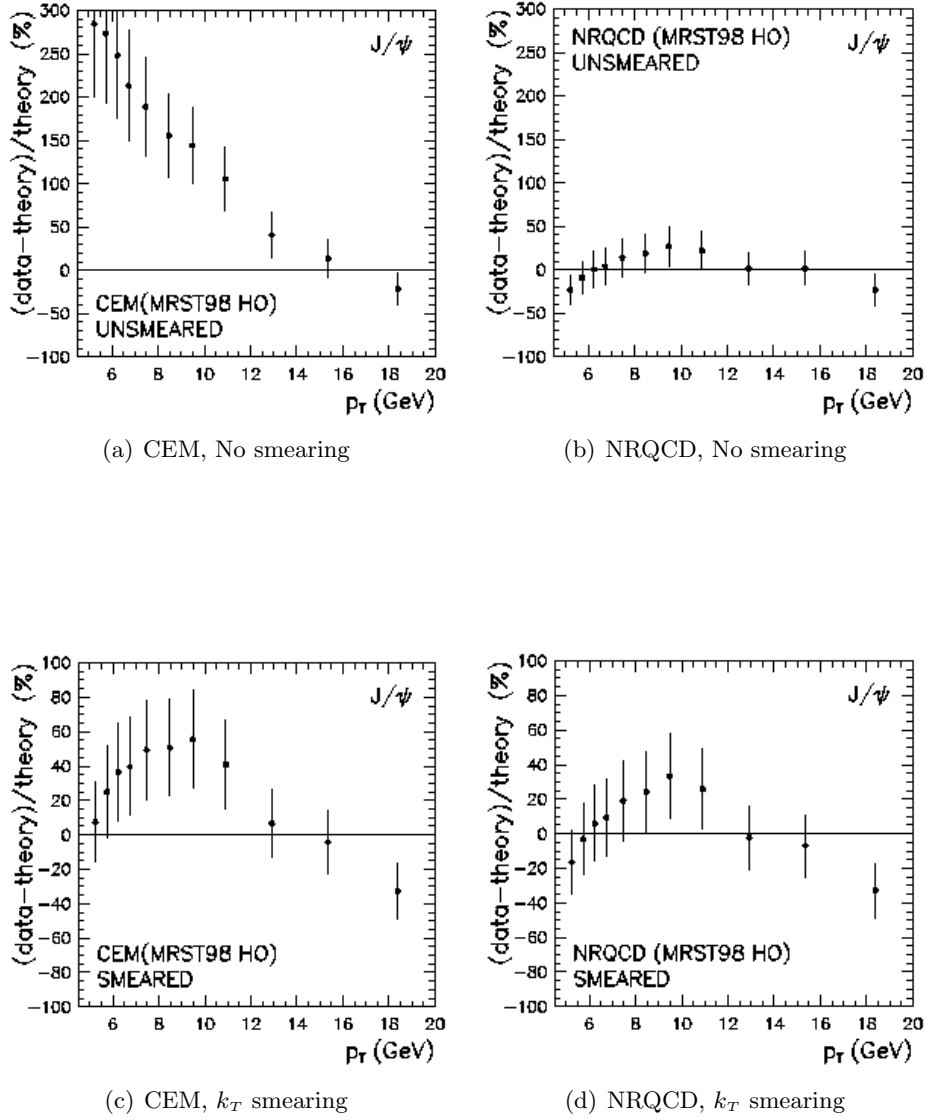 300
250
200
150
100
50
0
−50
−100
(data−theory)/theory (%)
J/ψ
CEM(MRST98 HO)
UNSMEARED
6 8 10 12 14 16 18 20
p_T (GeV)
(a) CEM, No smearing
300
250
200
150
100
50
0
−50
−100
(data−theory)/theory (%)
NRQCD (MRST98 HO) J/ψ
UNSMEARED
6 8 10 12 14 16 18 20
p_T (GeV)
(b) NRQCD, No smearing
100
80
60
40
20
0
−20
−40
−60
−80
−100
(data−theory)/theory (%)
J/ψ
CEM(MRST98 HO)
SMEARED
6 8 10 12 14 16 18 20
p_T (GeV)
(c) CEM, k_T smearing
100
80
60
40
20
0
−20
−40
−60
−80
−100
(data−theory)/theory (%)
J/ψ
NRQCD (MRST98 HO)
SMEARED
6 8 10 12 14 16 18 20
p_T (GeV)
(d) NRQCD, k_T smearing